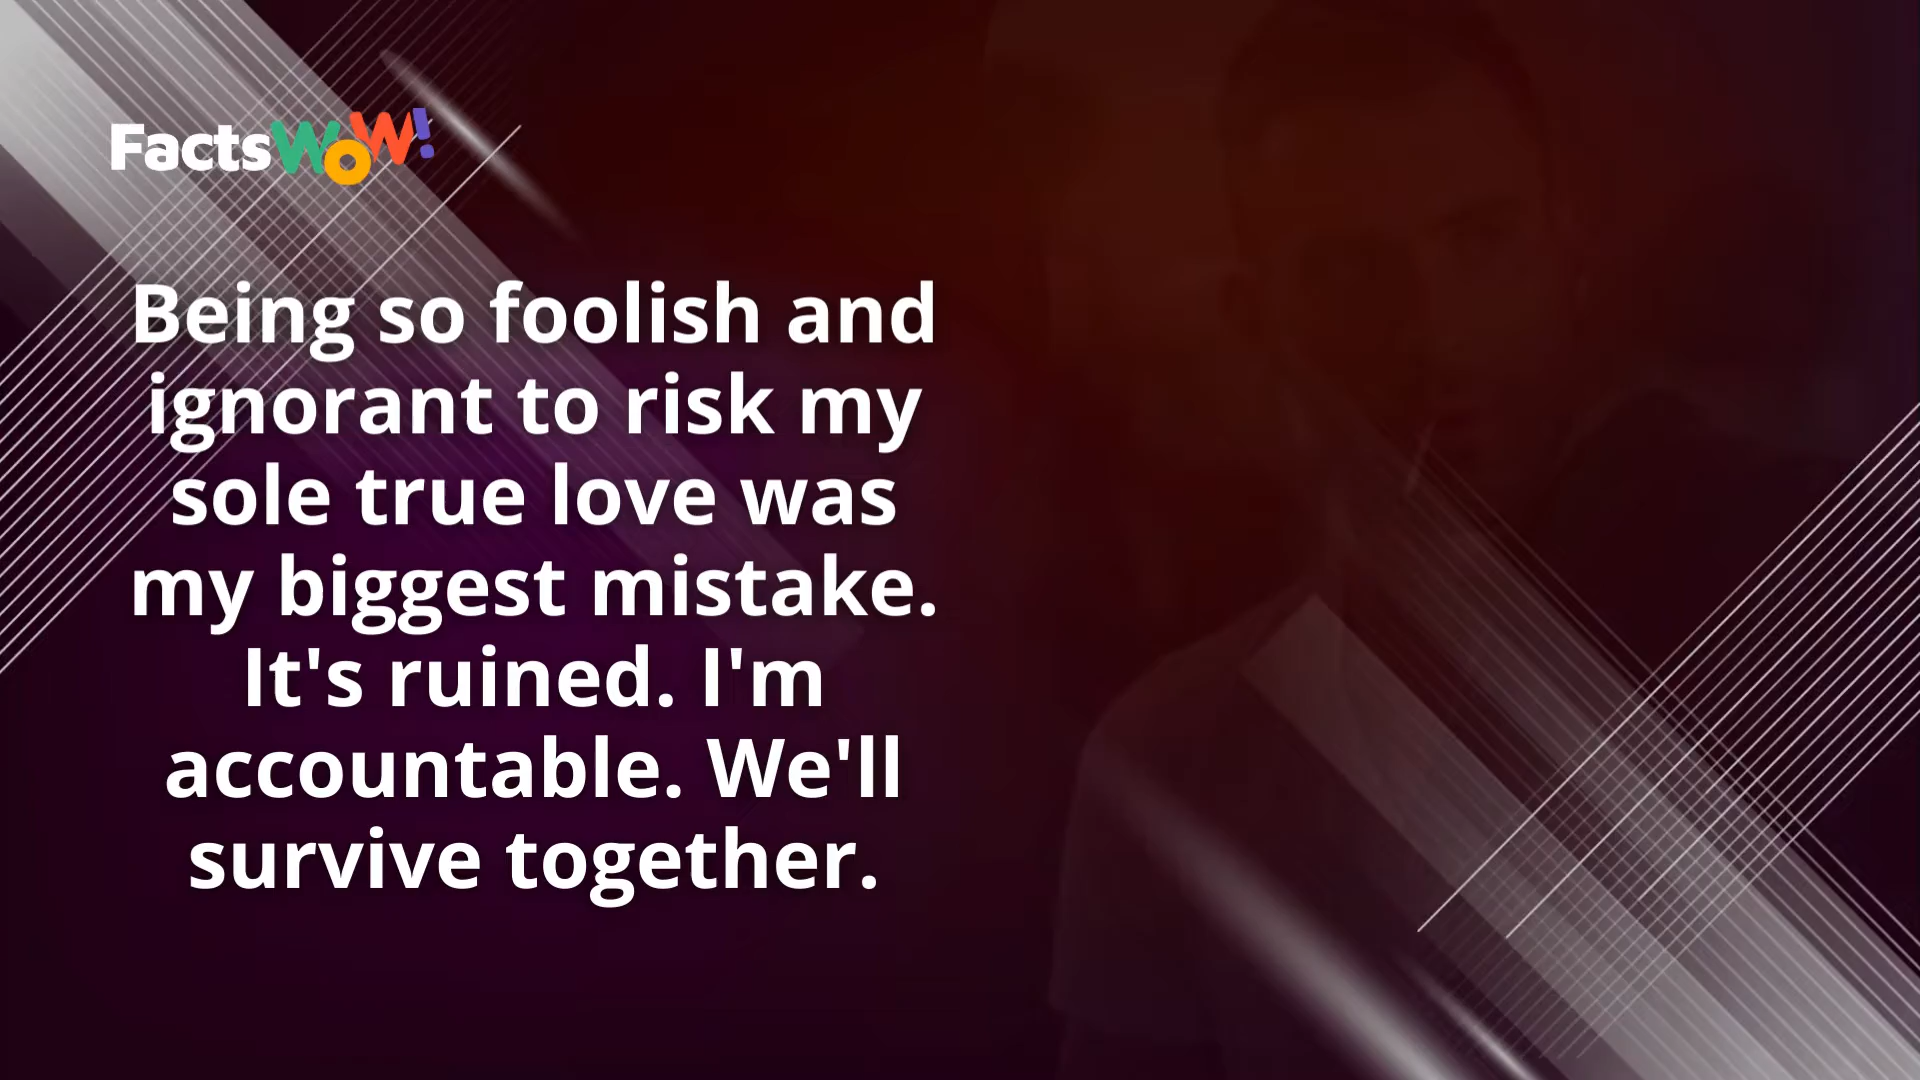 FactsWoW!
Being so foolish and
ignorant to risk my
sole true love was
my biggest mistake.
It's ruined. I'm
accountable. We'll
survive together.